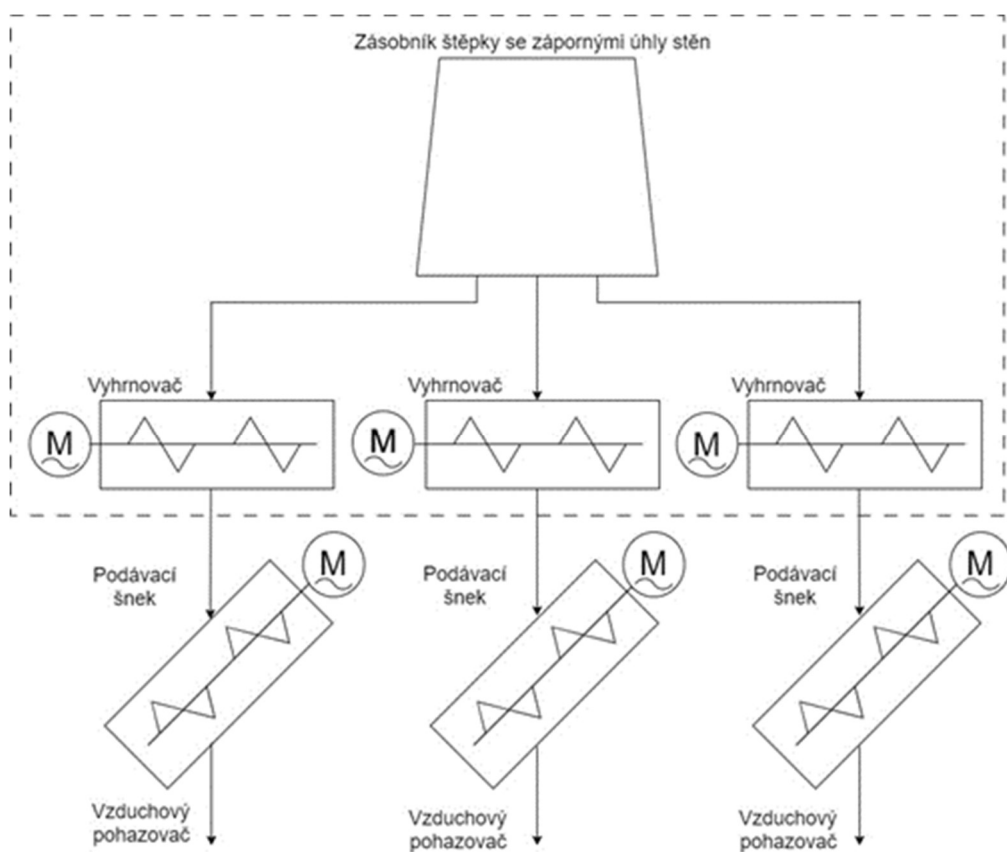 Zásobník štěpky se zápornými úhly stěn
Vyhrnovač
Vyhrnovač
Vyhrnovač
M
M
M
M
M
M
Podávací
šnek
Podávací
šnek
Podávací
šnek
Vzduchový
pohazovač
Vzduchový
pohazovač
Vzduchový
pohazovač